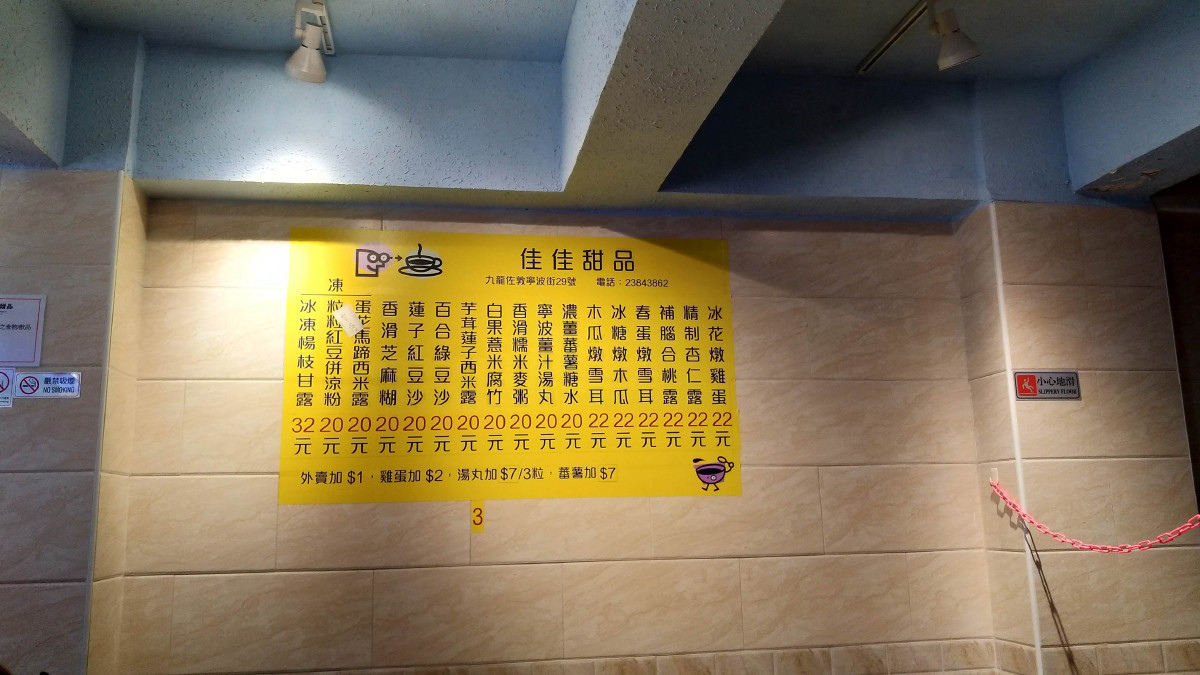 佳佳甜品
九龍佐敦寧波街29號 電話：23843862
凍
冰花燉雞蛋 22元
精制杏仁露 22元
補腦合桃露 22元
春蛋燉雪耳 22元
冰糖燉木瓜 22元
木瓜燉雪耳 22元
濃薑蕃薯糖水 20元
寧波薑汁湯丸 20元
香滑糯米麥粥 20元
白果薏米腐竹 20元
芋茸蓮子西米露 20元
百合綠豆沙 20元
蓮子紅豆沙 20元
香滑芝麻糊 20元
蛋花馬蹄西米露 20元
粒粒紅豆併涼粉 20元
冰凍楊枝甘露 32元
外賣加 $1，雞蛋加 $2，湯丸加 $7/3粒，蕃薯加 $7
3
嚴禁吸煙
NO SMOKING
小心地滑
SLIPPERY FLOOR